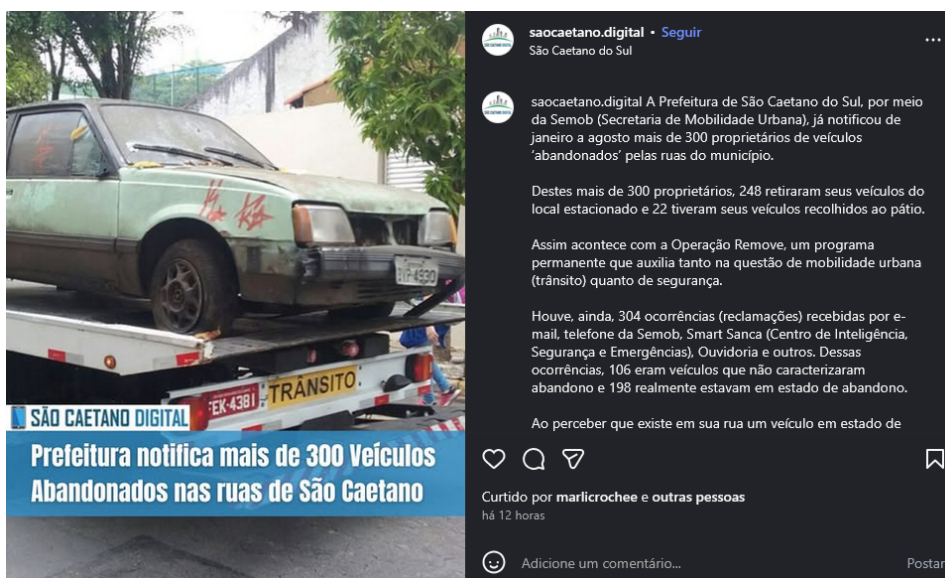 saocaetano.digital • Seguir
São Caetano do Sul
saocaetano.digital A Prefeitura de São Caetano do Sul, por meio
da Semob (Secretaria de Mobilidade Urbana), já notificou de
janeiro a agosto mais de 300 proprietários de veículos
‘abandonados’ pelas ruas do município.
Destes mais de 300 proprietários, 248 retiraram seus veículos do
local estacionado e 22 tiveram seus veículos recolhidos ao pátio.
Assim acontece com a Operação Remove, um programa
permanente que auxilia tanto na questão de mobilidade urbana
(trânsito) quanto de segurança.
Houve, ainda, 304 ocorrências (reclamações) recebidas por e-
mail, telefone da Semob, Smart Sanca (Centro de Inteligência,
Segurança e Emergências), Ouvidoria e outros. Dessas
ocorrências, 106 eram veículos que não caracterizaram
abandono e 198 realmente estavam em estado de abandono.
Ao perceber que existe em sua rua um veículo em estado de
Curtido por marlicrochee e outras pessoas
há 12 horas
Adicione um comentário...
Postar
TRÂNSITO
FEK-4381
SÃO CAETANO DIGITAL
Prefeitura notifica mais de 300 Veículos
Abandonados nas ruas de São Caetano